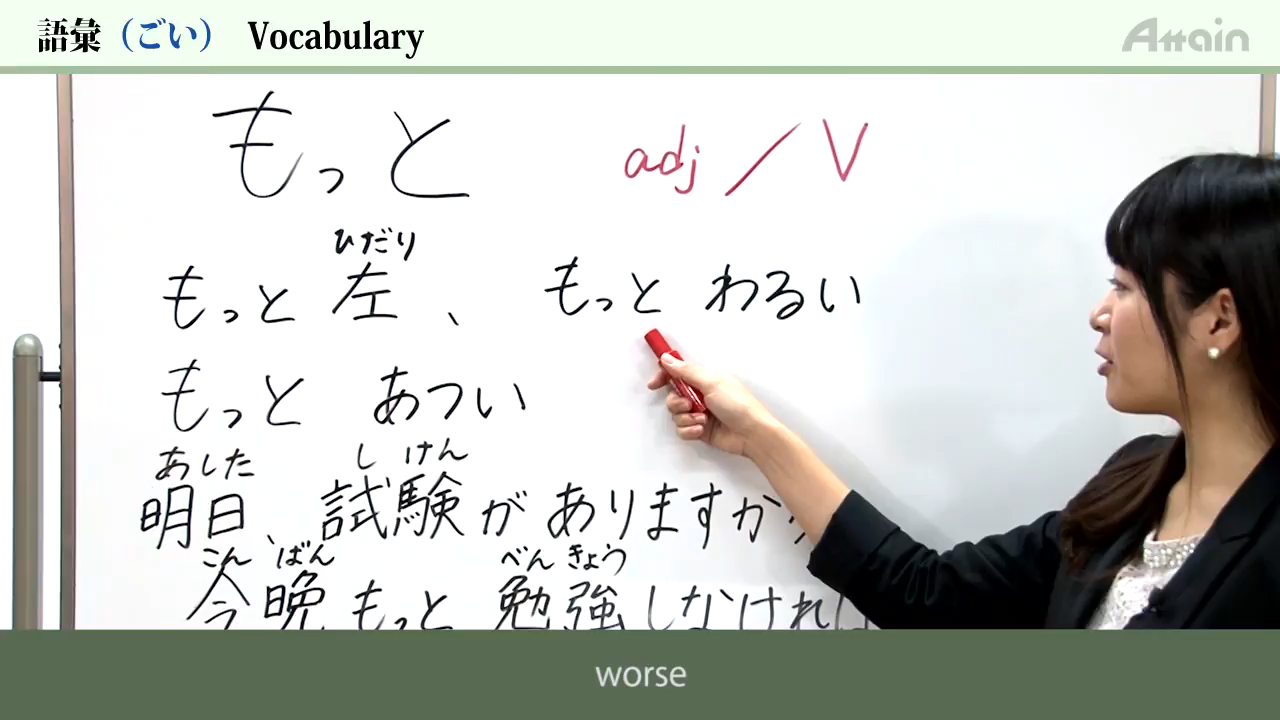 語彙（ごい） Vocabulary
Attain
もっと adj／V
ひだり
もっと 左、 もっと わるい
もっと あつい
あした しけん
明日、試験がありますから
こんばん べんきょう
今晩もっと勉強しなければ
worse